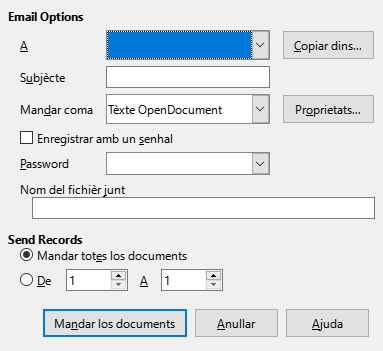 Email Options
A Copiar dins...
Subjècte
Mandar coma Tèxte OpenDocument Proprietats...
Enregistrar amb un senhal
Password
Nom del fichièr junt
Send Records
Mandar totes los documents
De 1 A 1
Mandar los documents Anullar Ajuda